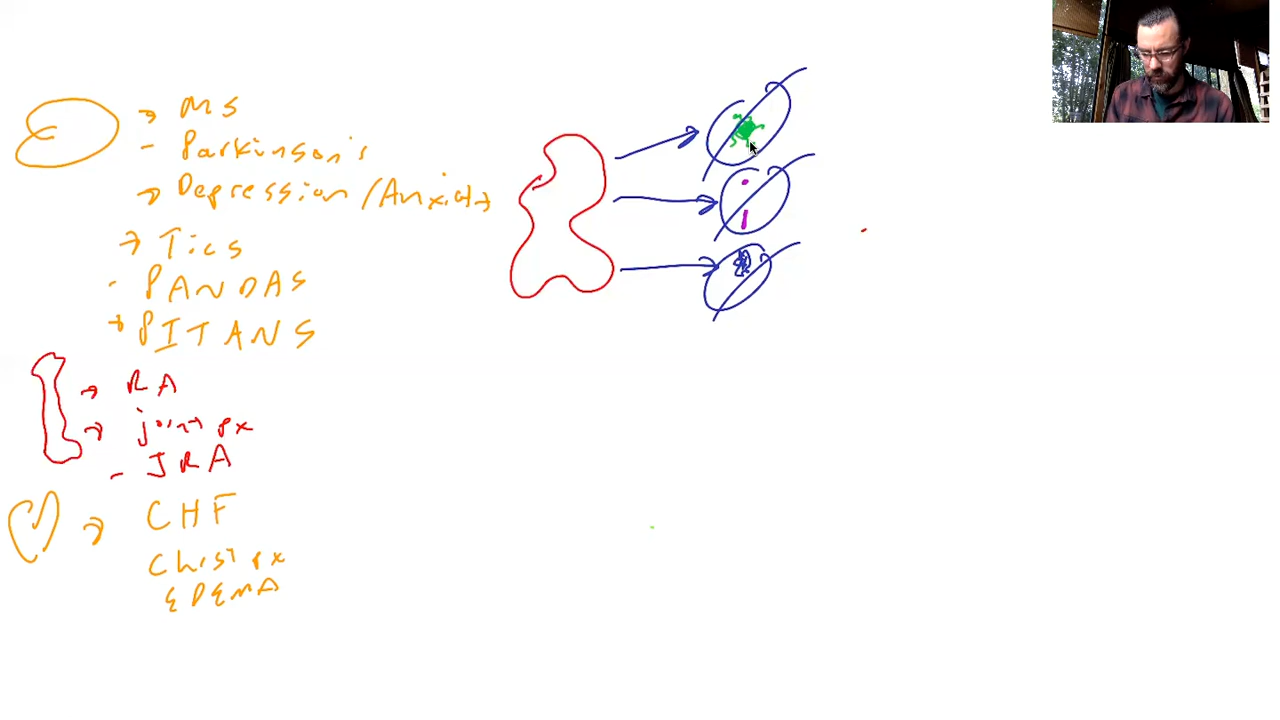 → MS
- Parkinson's
→ Depression/Anxiety
→ Tics
- PANDAS
→ PITANS
→ RA
→ joint px
- JRA
→ CHF
Chest px
EDEMA